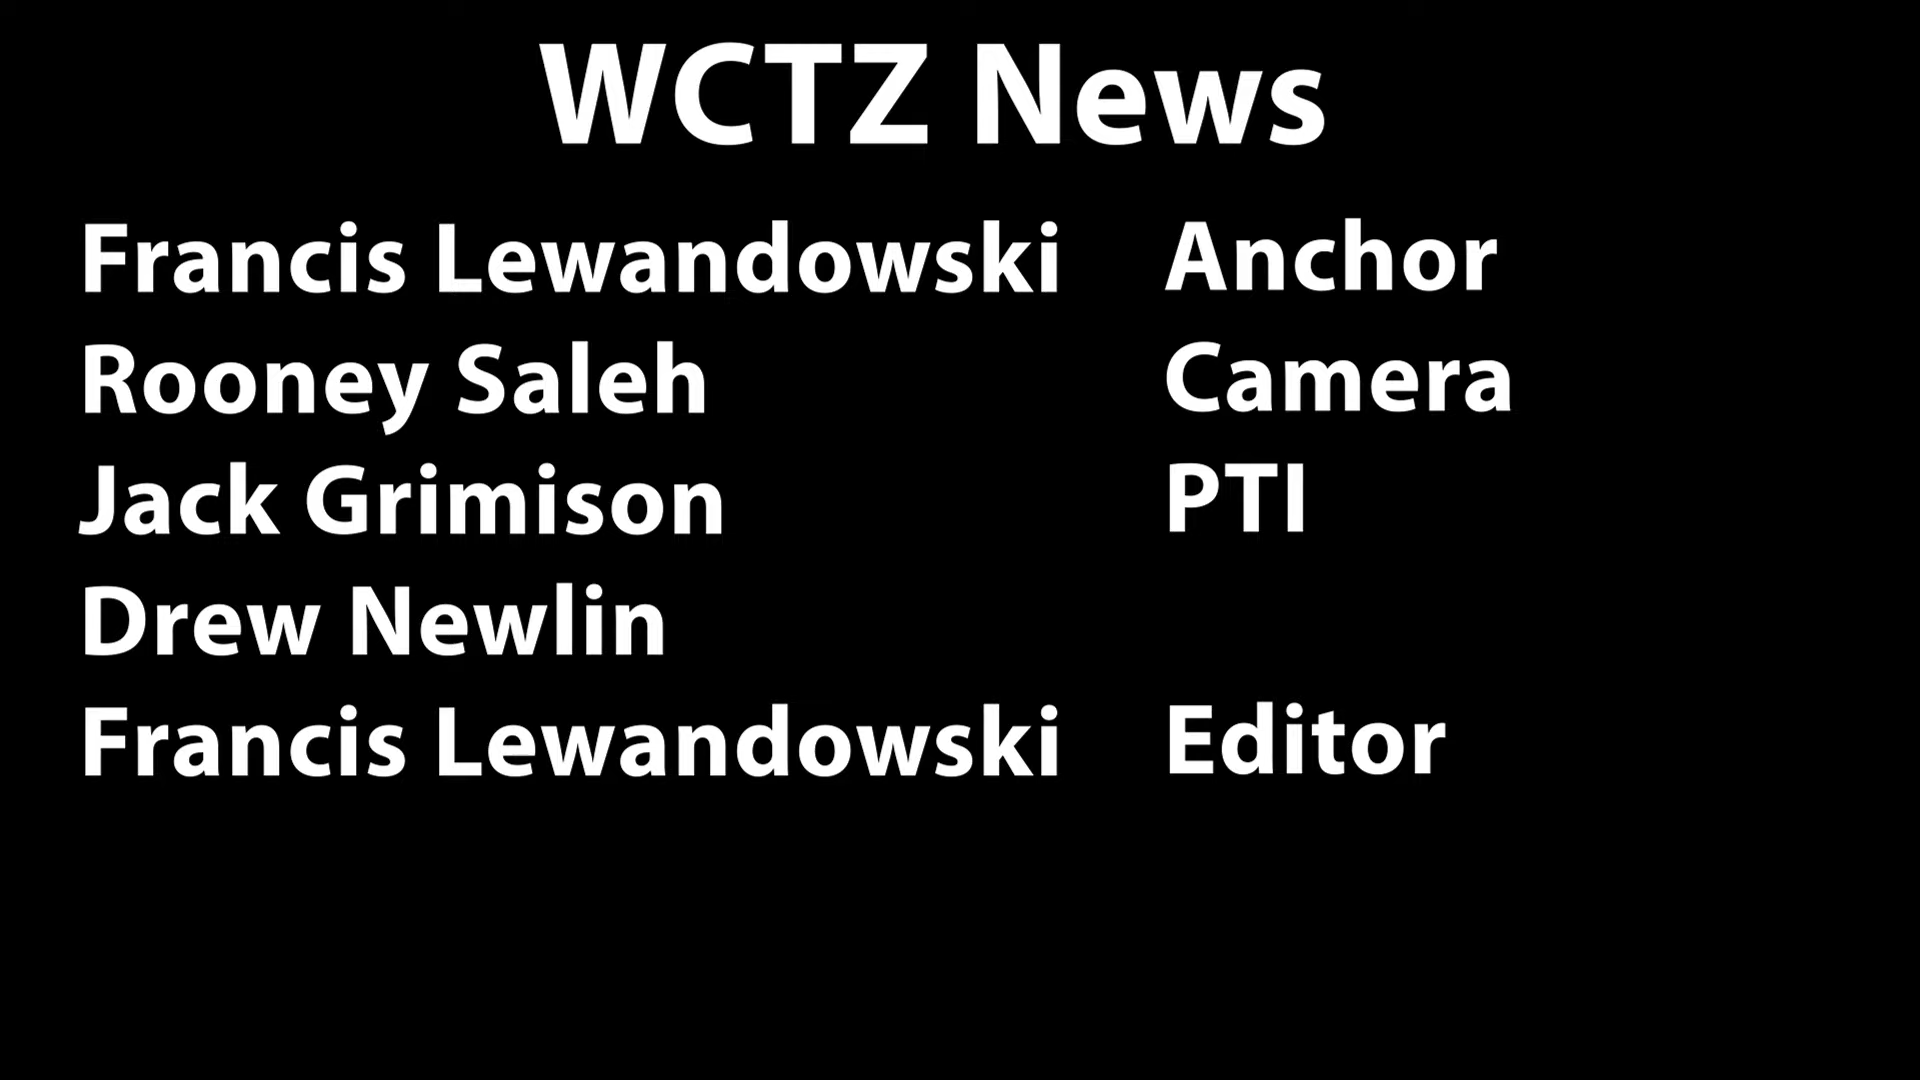 WCTZ News
Francis Lewandowski Anchor
Rooney Saleh Camera
Jack Grimison PTI
Drew Newlin
Francis Lewandowski Editor